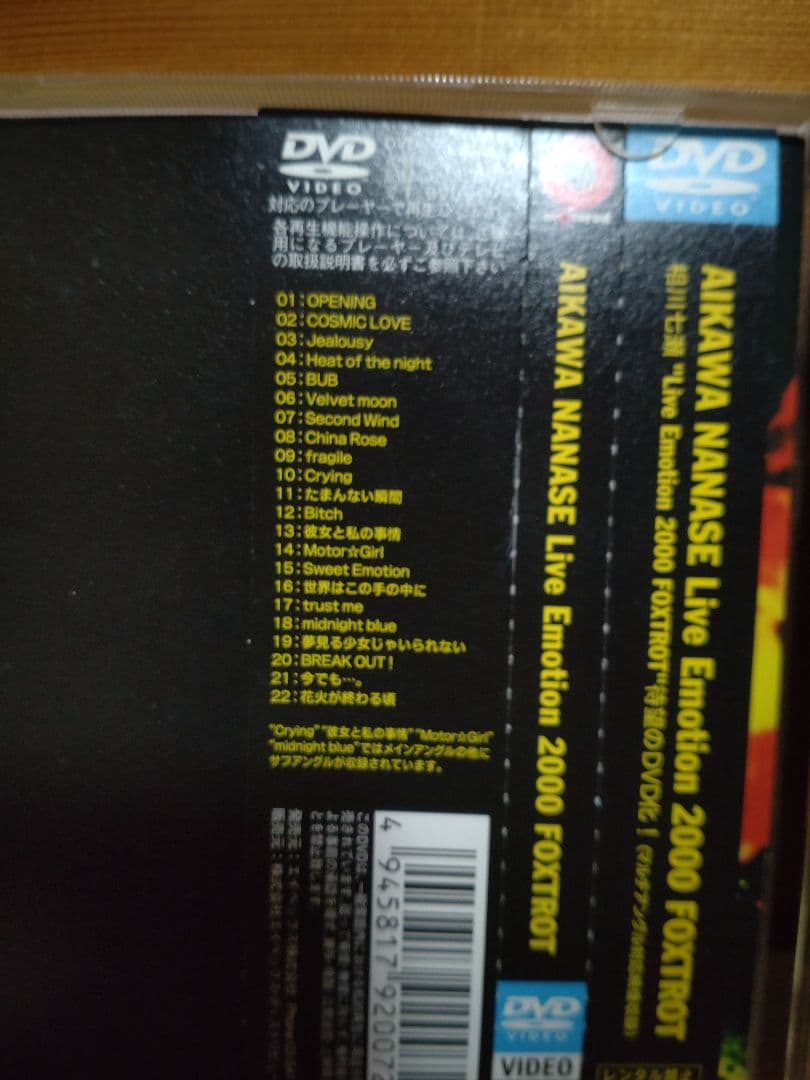 DVD
VIDEO
対応のプレーヤーで再生
各再生機能操作については、
用になるプレーヤー及びテレビ
の取扱説明書を必ずご参照下さい
01:OPENING
02:COSMIC LOVE
03:Jealousy
04:Heat of the night
05:BUB
06:Velvet moon
07:Second Wind
08:China Rose
09:fragile
10:Crying
11:たまんない瞬間
12:Bitch
13:彼女と私の事情
14:Motor☆Girl
15:Sweet Emotion
16:世界はこの手の中に
17:trust me
18:midnight blue
19:夢見る少女じゃいられない
20:BREAK OUT!
21:今でも…。
22:花火が終わる頃
"Crying" "彼女と私の事情" "Motor☆Girl"
"midnight blue"ではメインアングルの他に
サブアングルが収録されています。
4 945817 92007
AIKAWA NANASE Live Emotion 2000 FOXTROT
DVD
VIDEO
VIDEO
DVD
VIDEO
AIKAWA NANASE Live Emotion 2000 FOXTROT
相川七瀬 "Live Emotion 2000 FOXTROT"待望のDVD化!
レンタル禁止